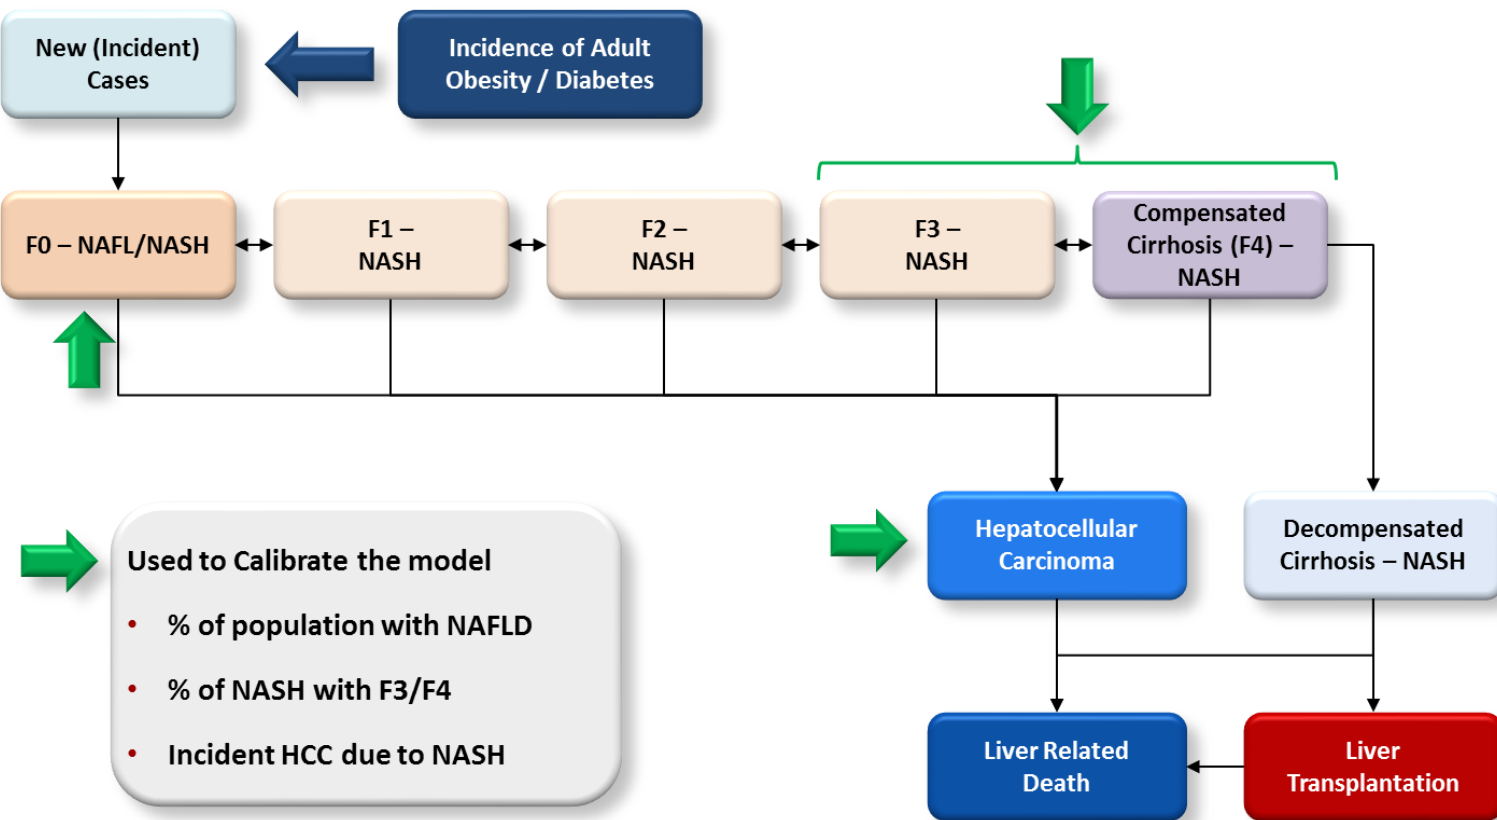 New (Incident)
Cases
Incidence of Adult
Obesity / Diabetes
F0 – NAFL/NASH
F1 –
NASH
F2 –
NASH
F3 –
NASH
Compensated
Cirrhosis (F4) –
NASH
Used to Calibrate the model
• % of population with NAFLD
• % of NASH with F3/F4
• Incident HCC due to NASH
Hepatocellular
Carcinoma
Decompensated
Cirrhosis – NASH
Liver Related
Death
Liver
Transplantation